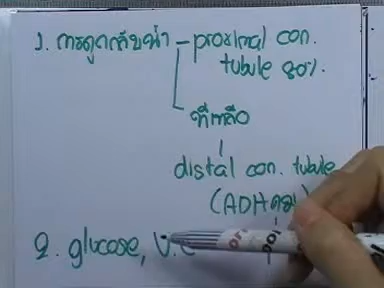 1. การดูดกลับน้ำ - proximal con.
tubule 80%.
ที่เหลือ
distal con. tubule
(ADH
2. glucose, V.C